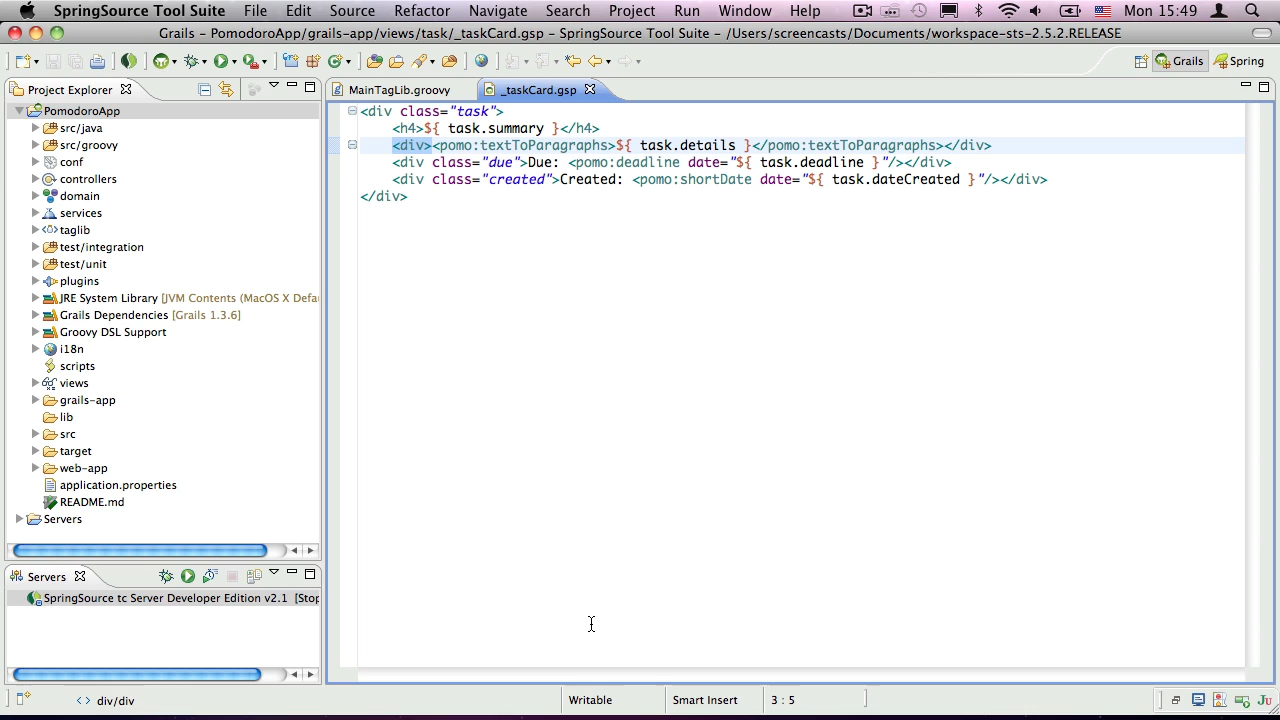 SpringSource Tool Suite File Edit Source Refactor Navigate Search Project Run Window Help Mon 15:49
Grails - PomodoroApp/grails-app/views/task/_taskCard.gsp - SpringSource Tool Suite - /Users/screencasts/Documents/workspace-sts-2.5.2.RELEASE
Grails Spring
Project Explorer
PomodoroApp
src/java
src/groovy
conf
controllers
domain
services
taglib
test/integration
test/unit
plugins
JRE System Library [JVM Contents (MacOS X Defa
Grails Dependencies [Grails 1.3.6]
Groovy DSL Support
i18n
scripts
views
grails-app
lib
src
target
web-app
application.properties
README.md
Servers
Servers
SpringSource tc Server Developer Edition v2.1 [Stop
MainTagLib.groovy _taskCard.gsp
<div class="task">
<h4>${ task.summary }</h4>
<div><pomo:textToParagraphs>${ task.details }</pomo:textToParagraphs></div>
<div class="due">Due: <pomo:deadline date="${ task.deadline }"/></div>
<div class="created">Created: <pomo:shortDate date="${ task.dateCreated }"/></div>
</div>
<> div/div Writable Smart Insert 3 : 5